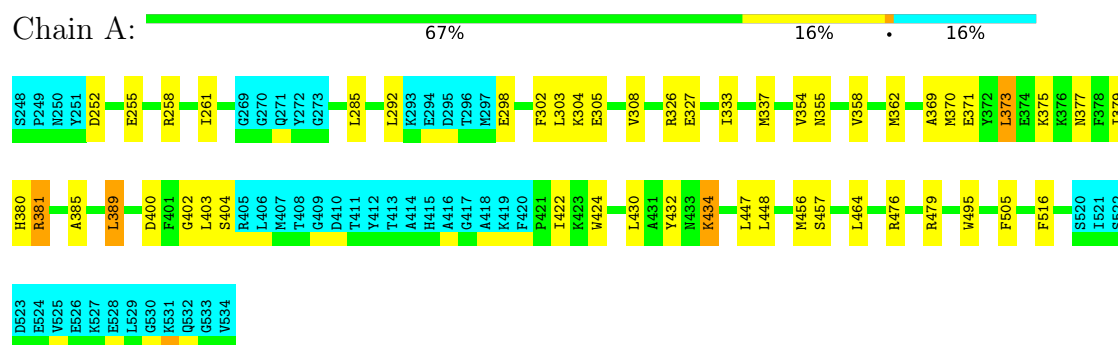 Chain A:
67% 16% • 16%
S248 P249 N250 Y251 D252 E255 R258 I261 G269 G270 Q271 Y272 G273 L285 L292 K293 E294 D295 T296 M297 E298 F302 L303 K304 E305 V308 R326 E327 I333 M337 V354 N355 V358 M362 A369 M370 E371 Y372 L373 E374 K375 K376 N377 F378 I379
H380 R381 A385 L389 D400 F401 G402 L403 S404 R405 L406 M407 T408 G409 D410 T411 Y412 T413 A414 H415 A416 G417 A418 K419 F420 P421 I422 K423 W424 L430 A431 Y432 N433 K434 L447 L448 M456 S457 L464 R476 R479 W495 F505 F516 S520 I521 S522
D523 E524 V525 E526 K527 E528 L529 G530 K531 Q532 G533 V534